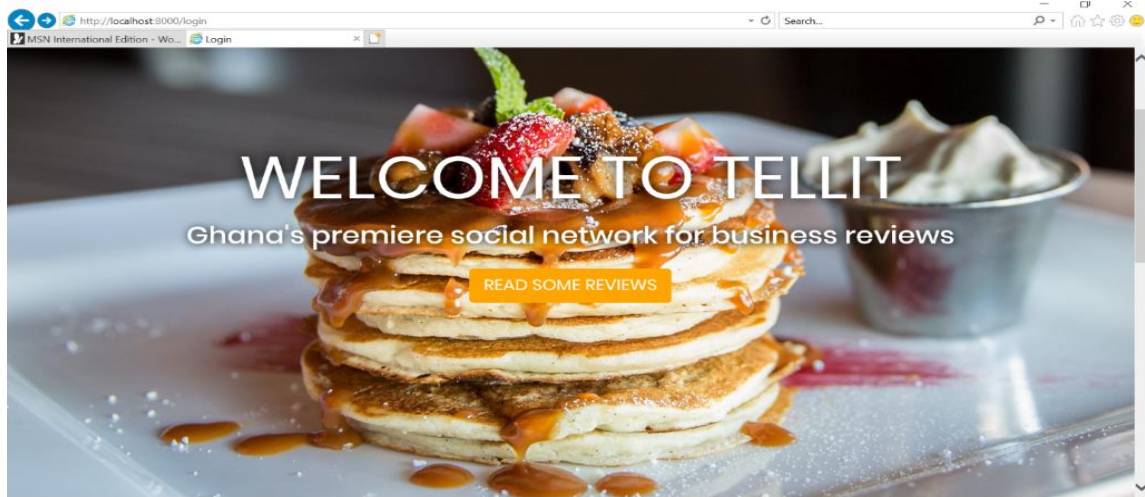 http://localhost:8000/login
Search...
MSN International Edition - Wo...
Login
WELCOME TO TELLIT
Ghana's premiere social network for business reviews
READ SOME REVIEWS